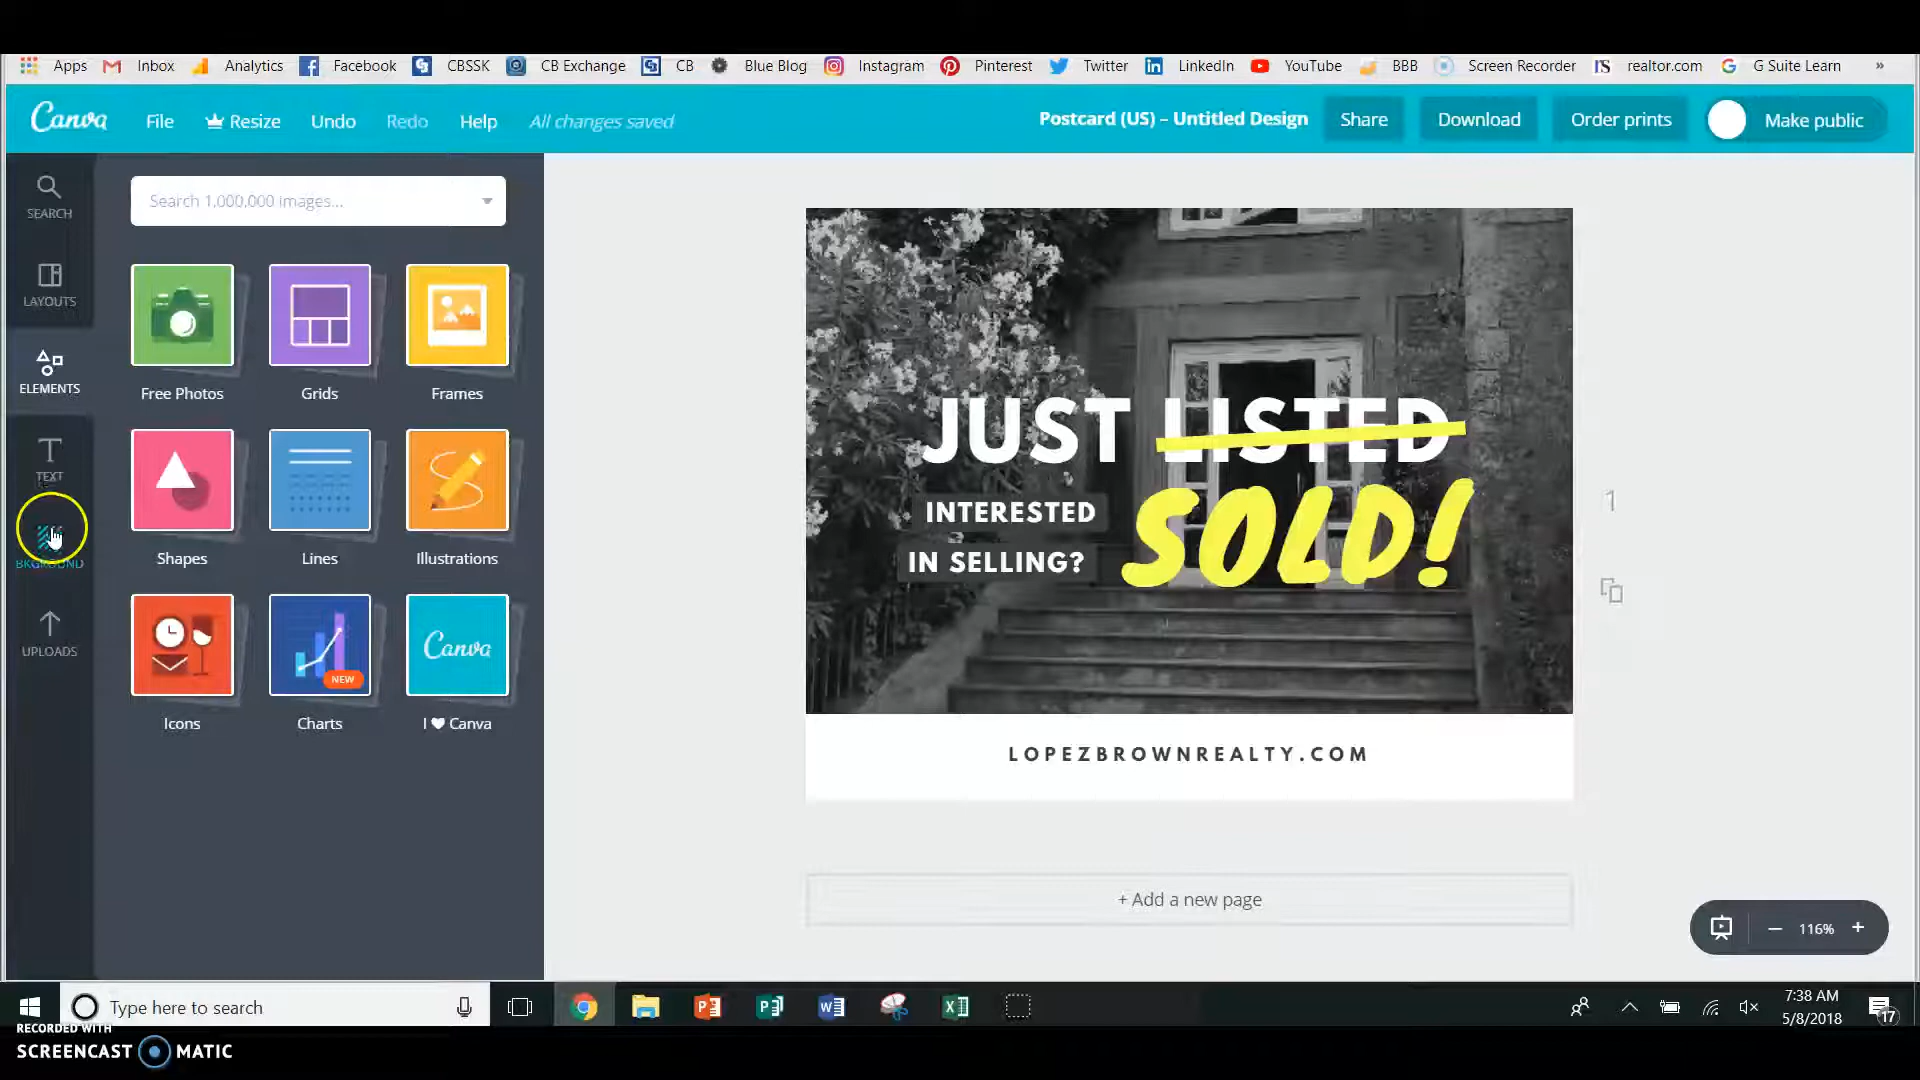 Apps Inbox Analytics Facebook CBSSK CB Exchange CB Blue Blog Instagram Pinterest Twitter LinkedIn YouTube BBB Screen Recorder realtor.com G Suite Learn »
Canva File Resize Undo Redo Help All changes saved Postcard (US) – Untitled Design Share Download Order prints Make public
SEARCH
LAYOUTS
ELEMENTS
TEXT
BKGROUND
UPLOADS
Search 1,000,000 images...
Free Photos Grids Frames
Shapes Lines Illustrations
Canva
NEW
Icons Charts I ♥ Canva
JUST LISTED
INTERESTED
IN SELLING?
SOLD!
LOPEZBROWNREALTY.COM
1
+ Add a new page
116%
Type here to search
7:38 AM
5/8/2018
17
RECORDED WITH
SCREENCAST MATIC